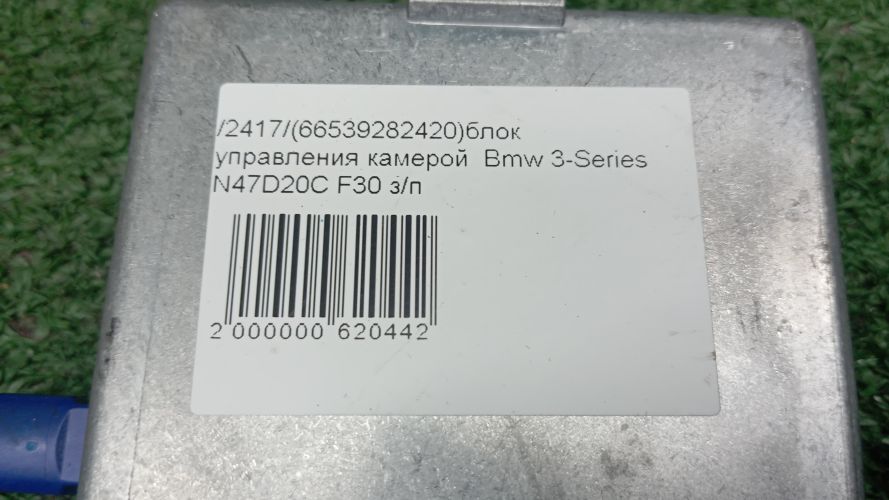 /2417/(66539282420)блок
управления камерой  Bmw 3-Series
N47D20C F30 з/п
2 000000 620442